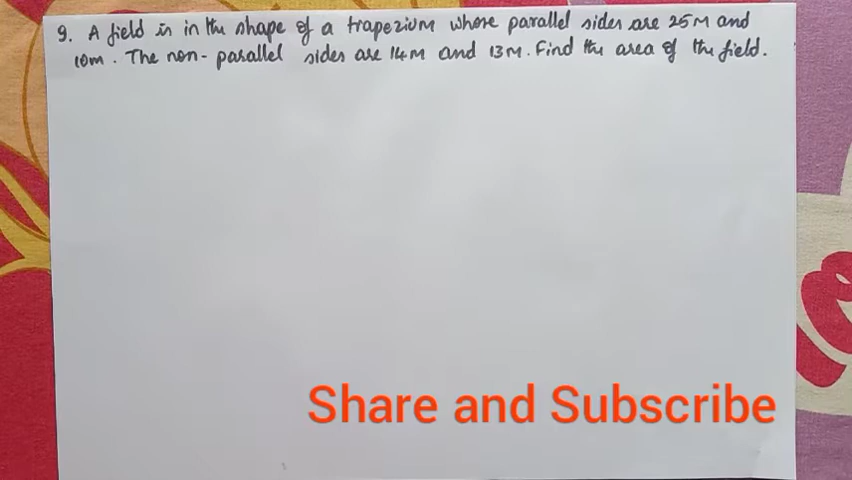 9. A field is in the shape of a trapezium whose parallel sides are 25M and
10m. The non-parallel sides are 14M and 13M. Find the area of the field.
Share and Subscribe